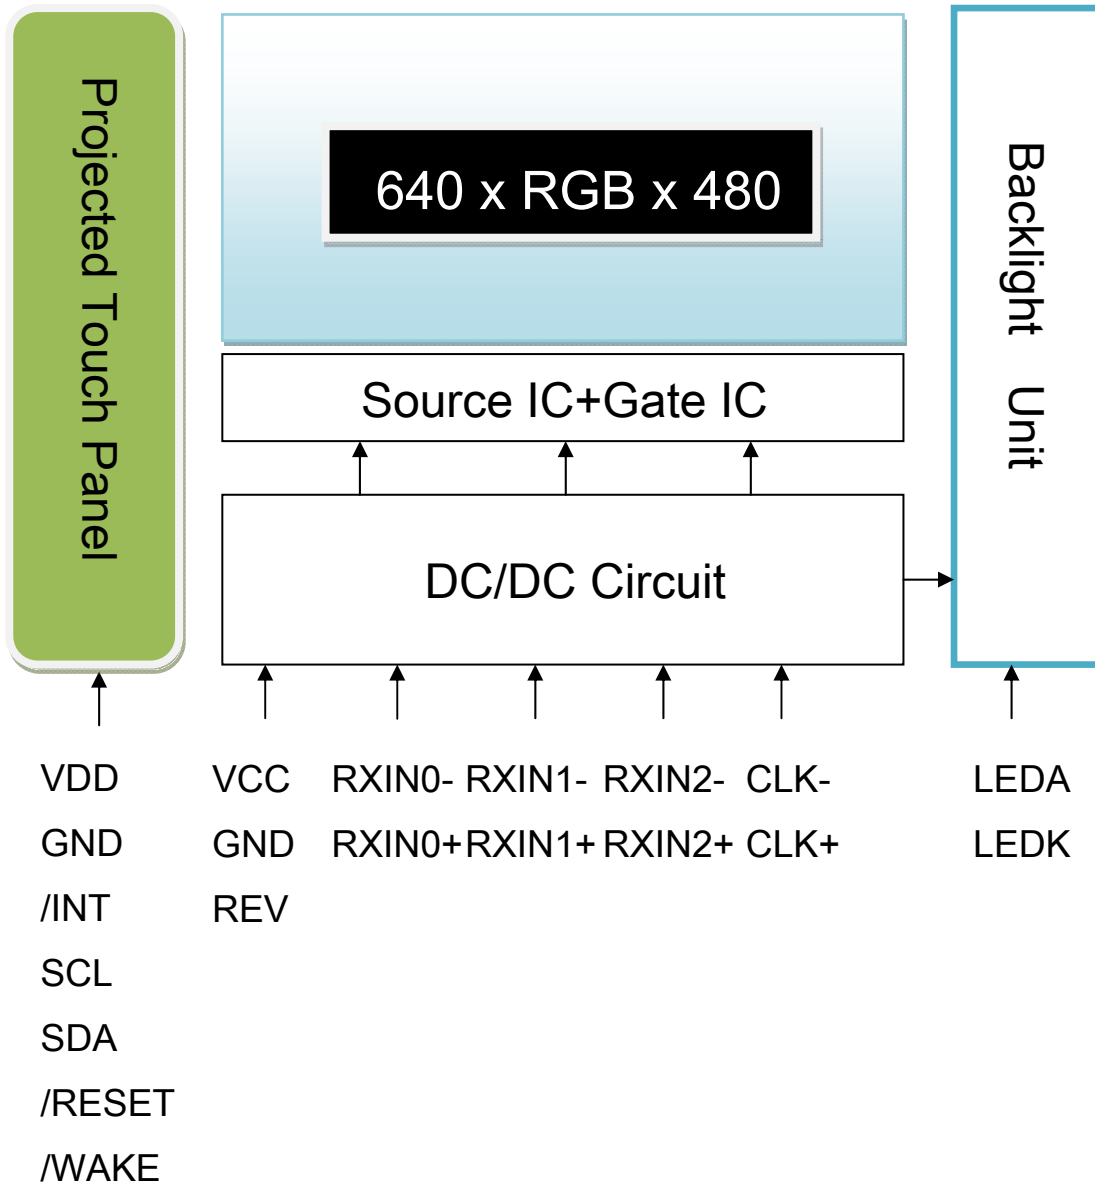 Projected Touch Panel
640 x RGB x 480
Backlight Unit
Source IC+Gate IC
DC/DC Circuit
VDD
GND
/INT
SCL
SDA
/RESET
/WAKE
VCC
GND
REV
RXIN0- RXIN1- RXIN2- CLK-
RXIN0+ RXIN1+ RXIN2+ CLK+
LEDA
LEDK